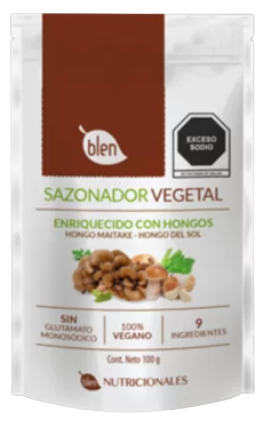 blen
EXCESO
SODIO
SAZONADOR VEGETAL
ENRIQUECIDO CON HONGOS
HONGO MAITAKE - HONGO DEL SOL
SIN
GLUTAMATO
MONOSÓDICO
100%
VEGANO
9
INGREDIENTES
Cont. Neto 100 g
blen NUTRICIONALES